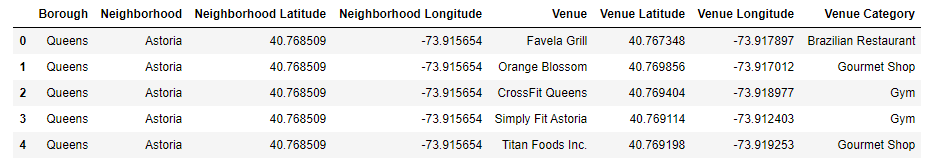 Borough Neighborhood Neighborhood Latitude Neighborhood Longitude Venue Venue Latitude Venue Longitude Venue Category
0 Queens Astoria 40.768509 -73.915654 Favela Grill 40.767348 -73.917897 Brazilian Restaurant
1 Queens Astoria 40.768509 -73.915654 Orange Blossom 40.769856 -73.917012 Gourmet Shop
2 Queens Astoria 40.768509 -73.915654 CrossFit Queens 40.769404 -73.918977 Gym
3 Queens Astoria 40.768509 -73.915654 Simply Fit Astoria 40.769114 -73.912403 Gym
4 Queens Astoria 40.768509 -73.915654 Titan Foods Inc. 40.769198 -73.919253 Gourmet Shop